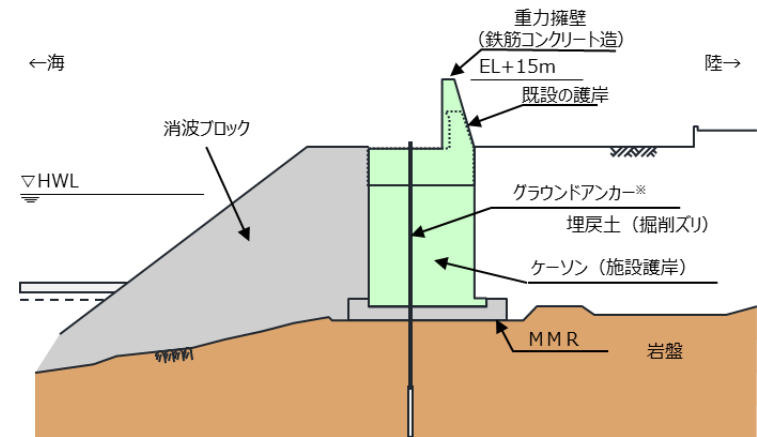 重力擁壁
（鉄筋コンクリート造）
←海
EL+15m
陸→
既設の護岸
消波ブロック
▽HWL
グラウンドアンカー※
埋戻土（掘削ズリ）
ケーソン（施設護岸）
ＭＭＲ
岩盤